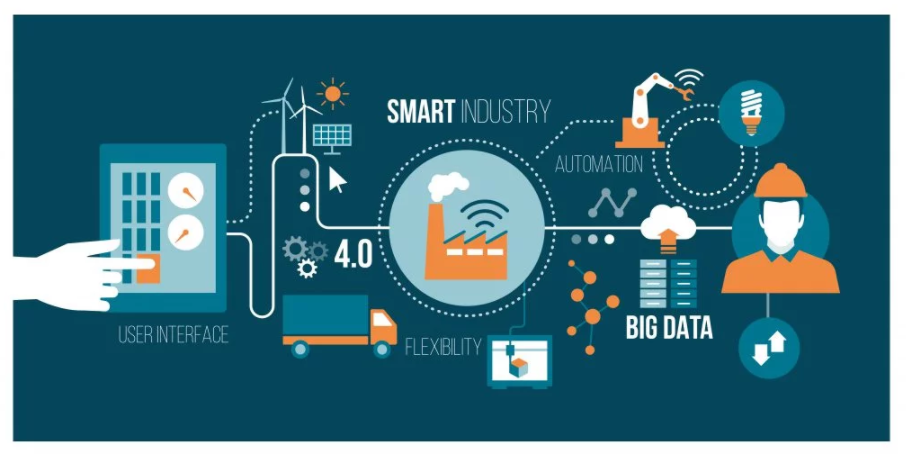 SMART INDUSTRY
AUTOMATION
4.0
USER INTERFACE
FLEXIBILITY
BIG DATA